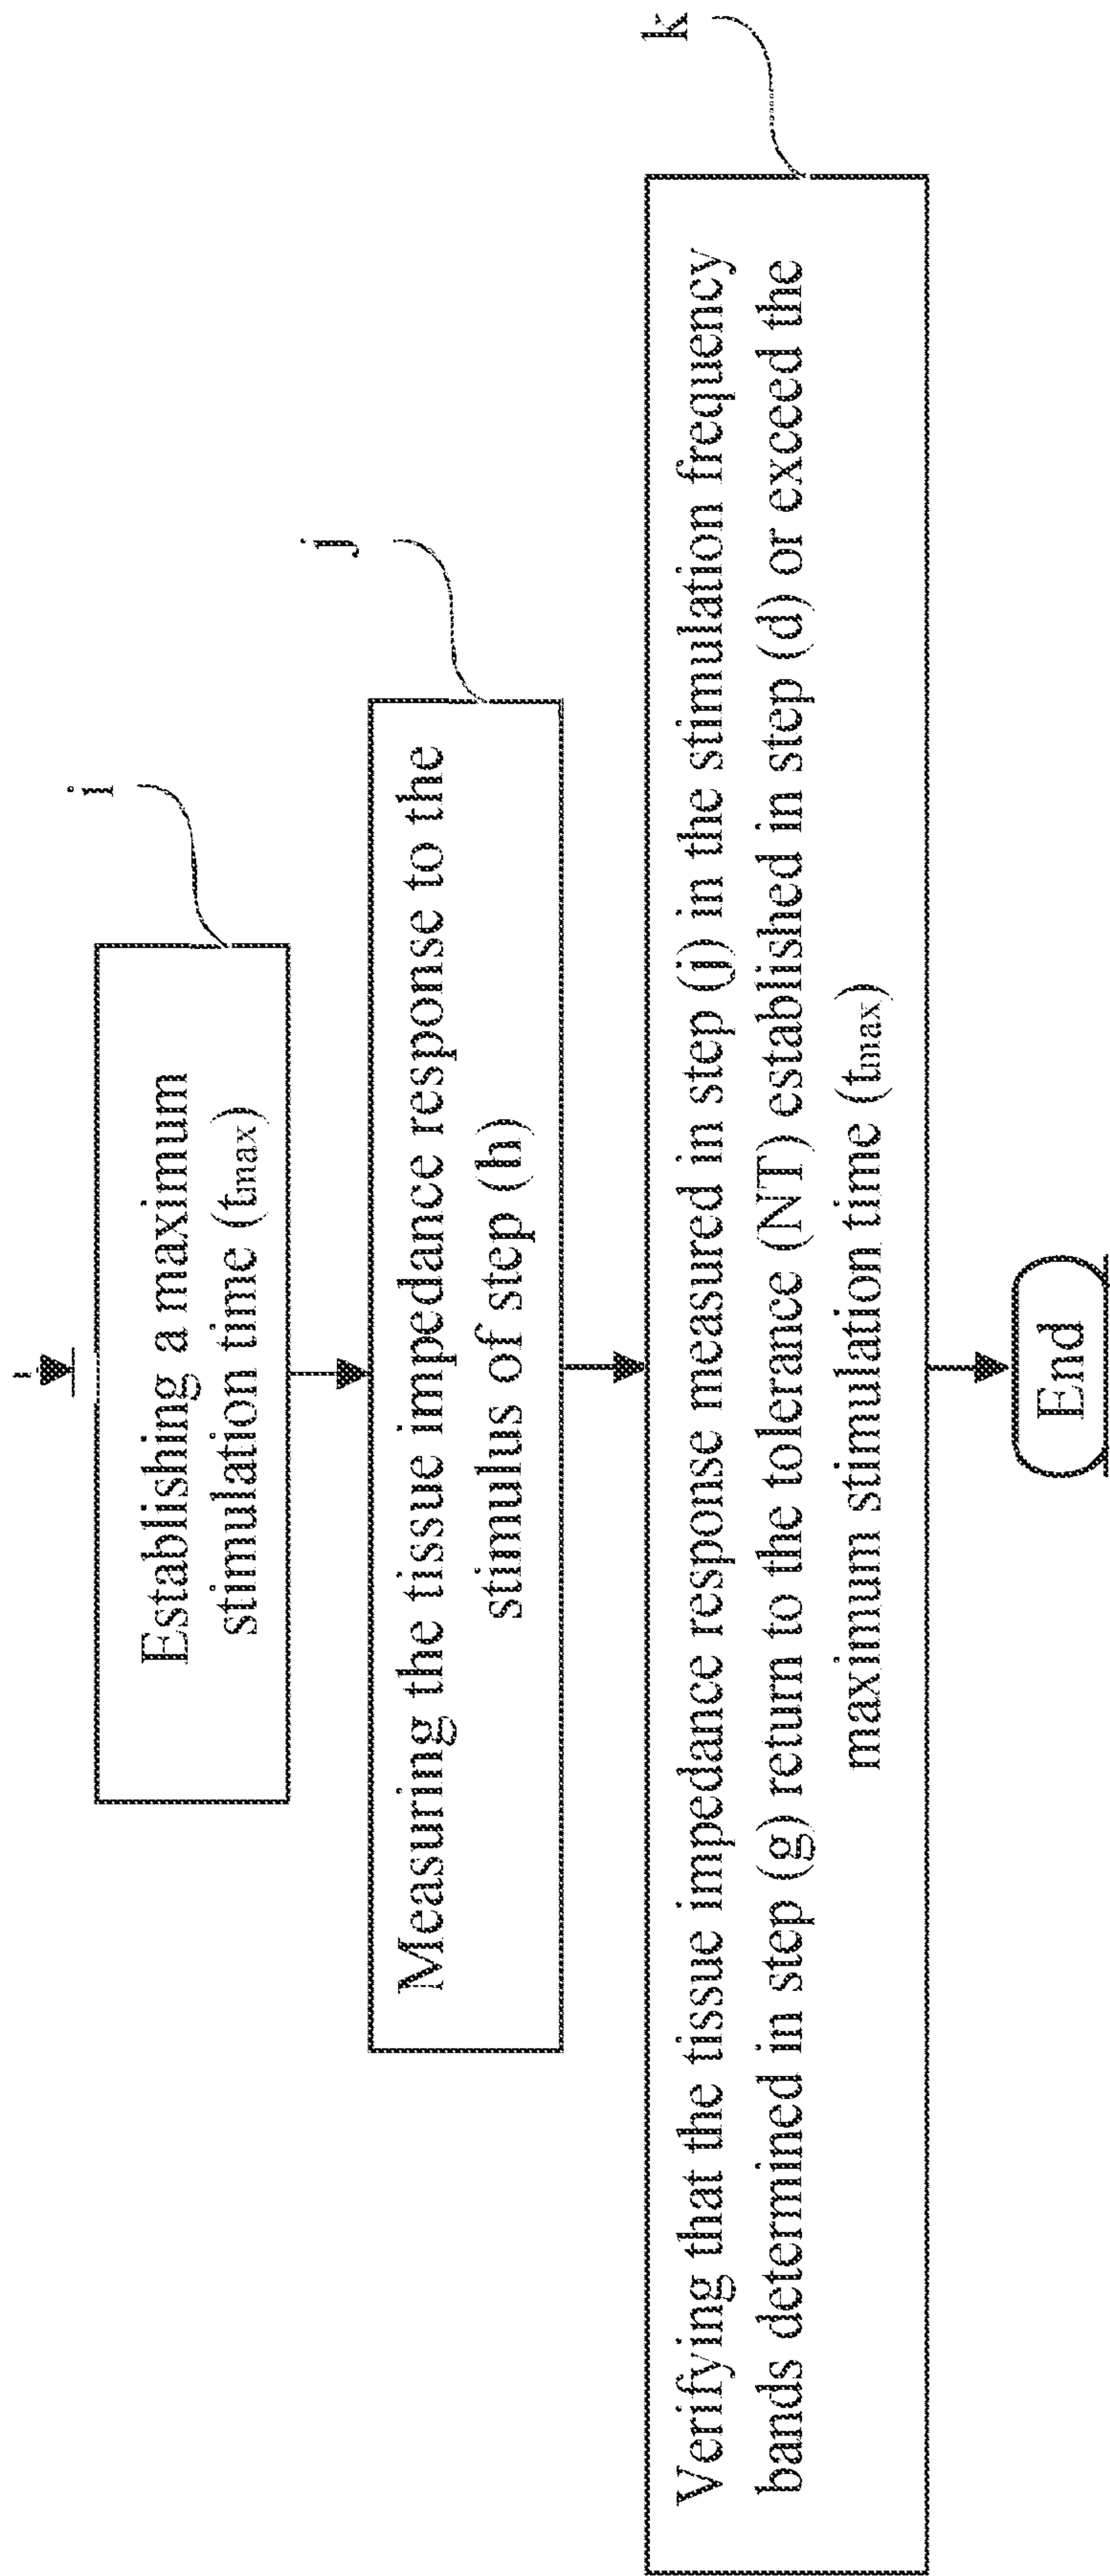 i
Establishing a maximum
stimulation time (tmax)
j
Measuring the tissue impedance response to the
stimulus of step (h)
k
Verifying that the tissue impedance response measured in step (j) in the stimulation frequency
bands determined in step (g) return to the tolerance (NT) established in step (d) or exceed the
maximum stimulation time (tmax)
End